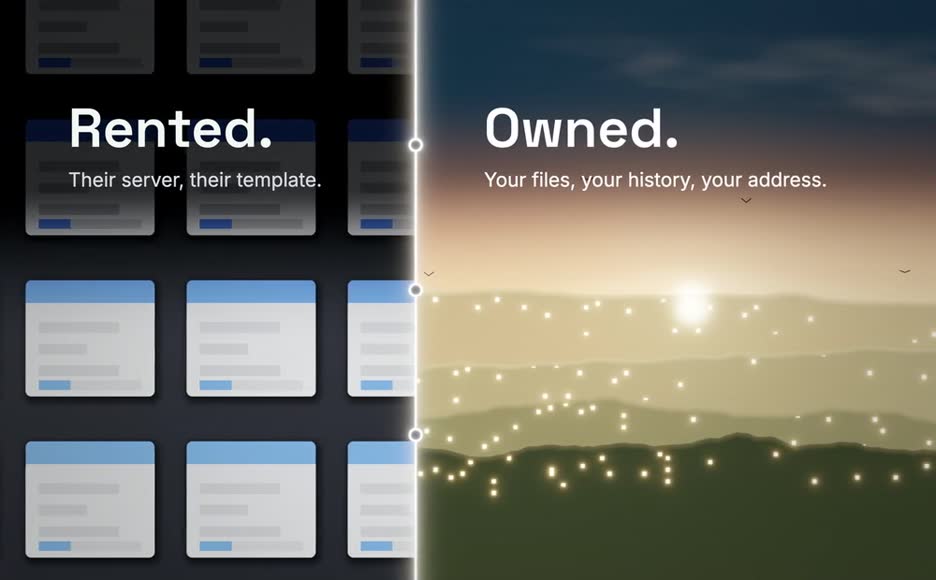 Rented.
Their server, their template.
Owned.
Your files, your history, your address.